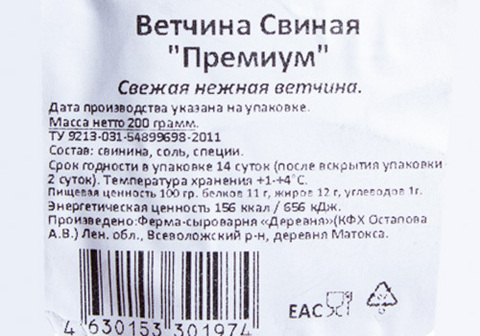 Ветчина Свиная
"Премиум"
Свежая нежная ветчина.
Дата производства указана на упаковке.
Масса нетто 200 грамм.
ТУ 9213-031-54899698-2011
Состав: свинина, соль, специи.
Срок годности в упаковке 14 суток (после вскрытия упаковки -
2 суток). Температура хранения +1-+4°С.
Пищевая ценность 100 гр. белков 11 г, жиров 12 г, углеводов 1г.
Энергетическая ценность 156 ккал / 656 кДж.
Произведено:Ферма-сыроварня «Деревня»(КФХ Остапова
А.В.) Лен. обл., Всеволожский р-н, деревня Матокса.
EAC
4 630153 301974